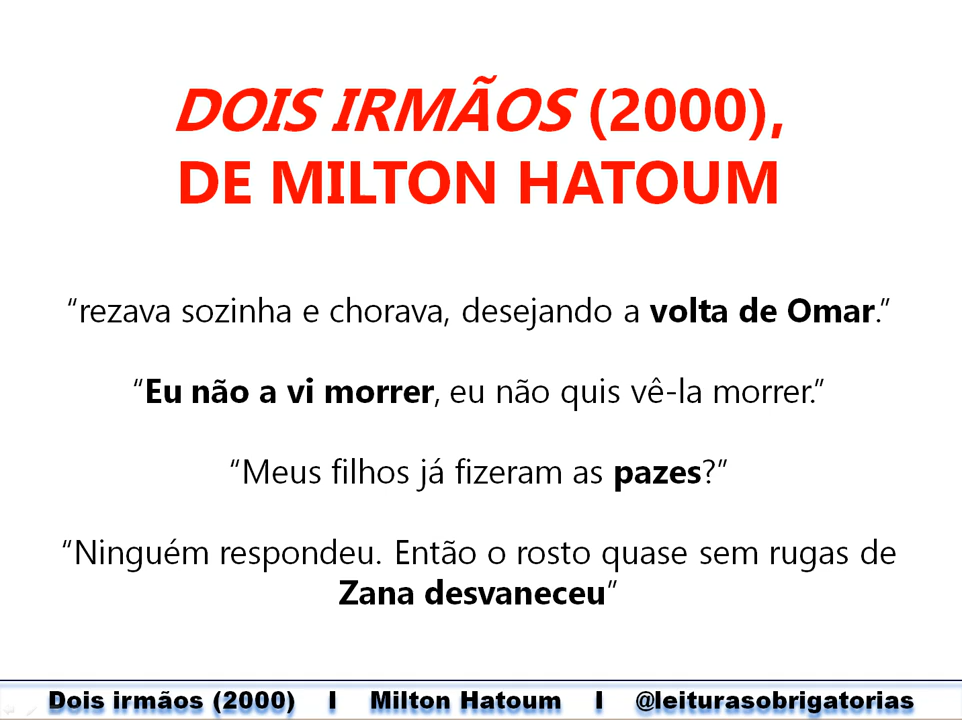 DOIS IRMÃOS (2000),
DE MILTON HATOUM
“rezava sozinha e chorava, desejando a volta de Omar.”
“Eu não a vi morrer, eu não quis vê-la morrer.”
“Meus filhos já fizeram as pazes?”
“Ninguém respondeu. Então o rosto quase sem rugas de
Zana desvaneceu”
Dois irmãos (2000) I Milton Hatoum I @leiturasobrigatorias